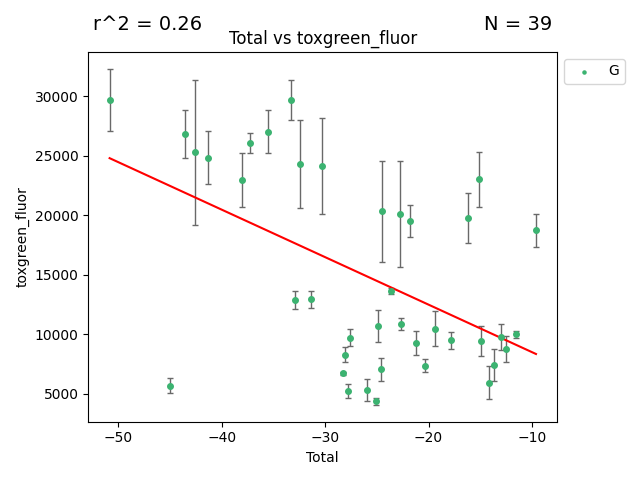 r^2 = 0.26
N = 39
Total vs toxgreen_fluor
G
toxgreen_fluor
30000
25000
20000
15000
10000
5000
−50
−40
−30
−20
−10
Total